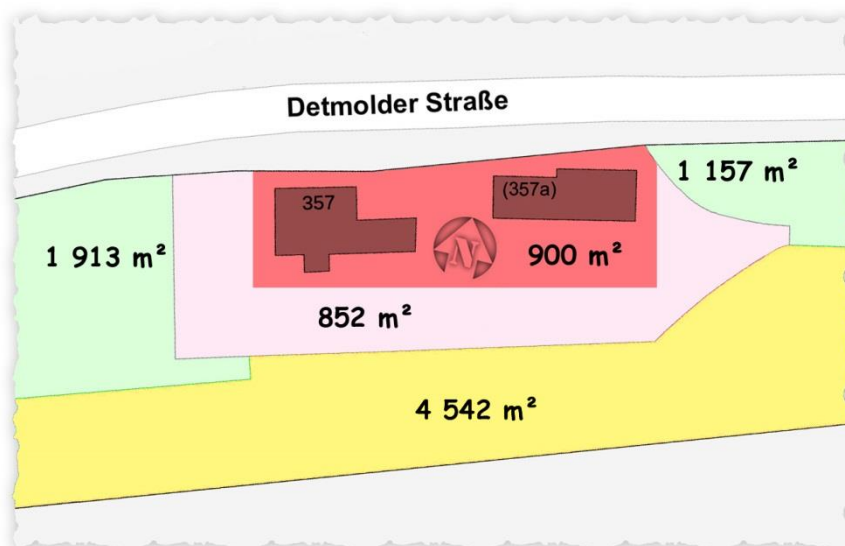 Detmolder Straße
1 157 m²
357
(357a)
1 913 m²
N
900 m²
852 m²
4 542 m²